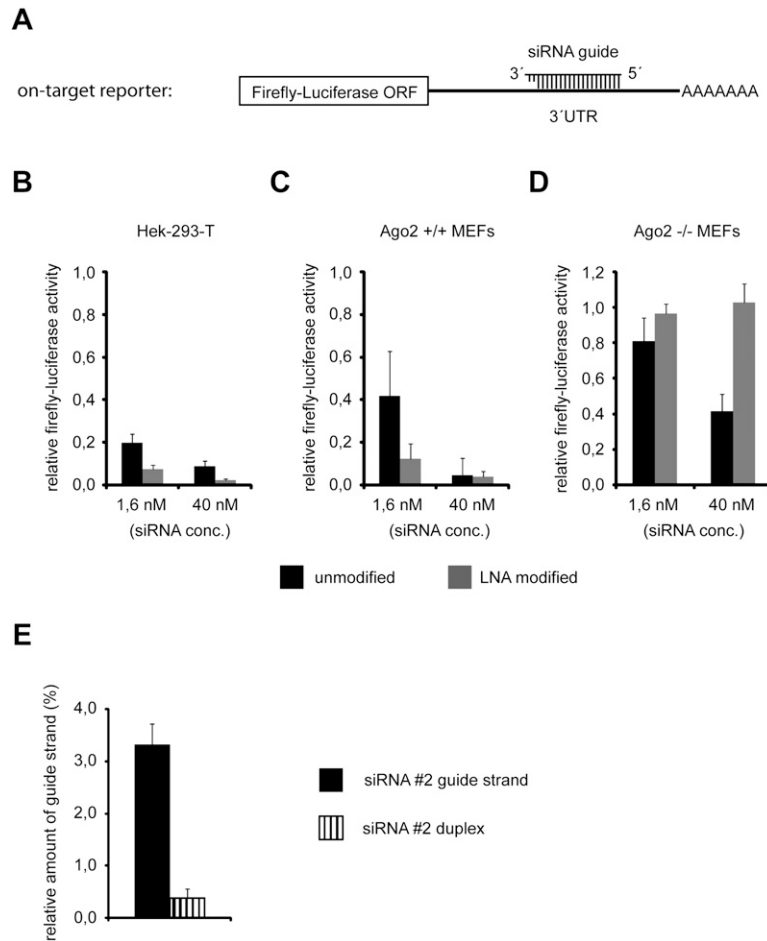 A
siRNA guide
3´ 5´
on-target reporter:
Firefly-Luciferase ORF
AAAAAAA
3´UTR
B
C
D
Hek-293-T
Ago2 +/+ MEFs
Ago2 -/- MEFs
relative firefly-luciferase activity
1,0
0,8
0,6
0,4
0,2
0,0
1,6 nM 40 nM
(siRNA conc.)
relative firefly-luciferase activity
1,0
0,8
0,6
0,4
0,2
0,0
1,6 nM 40 nM
(siRNA conc.)
relative firefly-luciferase activity
1,2
1,0
0,8
0,6
0,4
0,2
0,0
1,6 nM 40 nM
(siRNA conc.)
unmodified
LNA modified
E
relative amount of guide strand (%)
4,0
3,0
2,0
1,0
0,0
siRNA #2 guide strand
siRNA #2 duplex